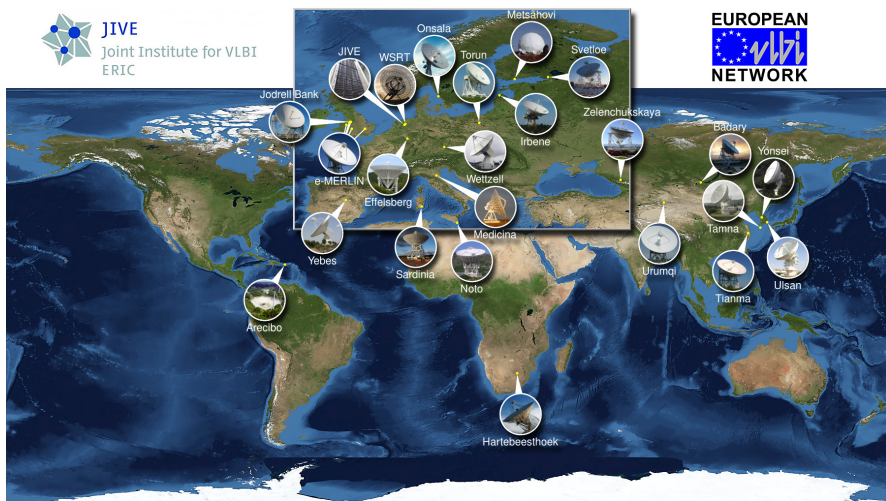 JIVE
Joint Institute for VLBI
ERIC
EUROPEAN
vlbi
NETWORK
Metsähovi
Onsala
JIVE
WSRT
Torun
Svetloe
Jodrell Bank
Zelenchukskaya
Badary
Irbene
Yonsei
e-MERLIN
Wettzell
Effelsberg
Tamna
Medicina
Yebes
Sardinia
Noto
Urumqi
Tianma
Ulsan
Arecibo
Hartebeesthoek